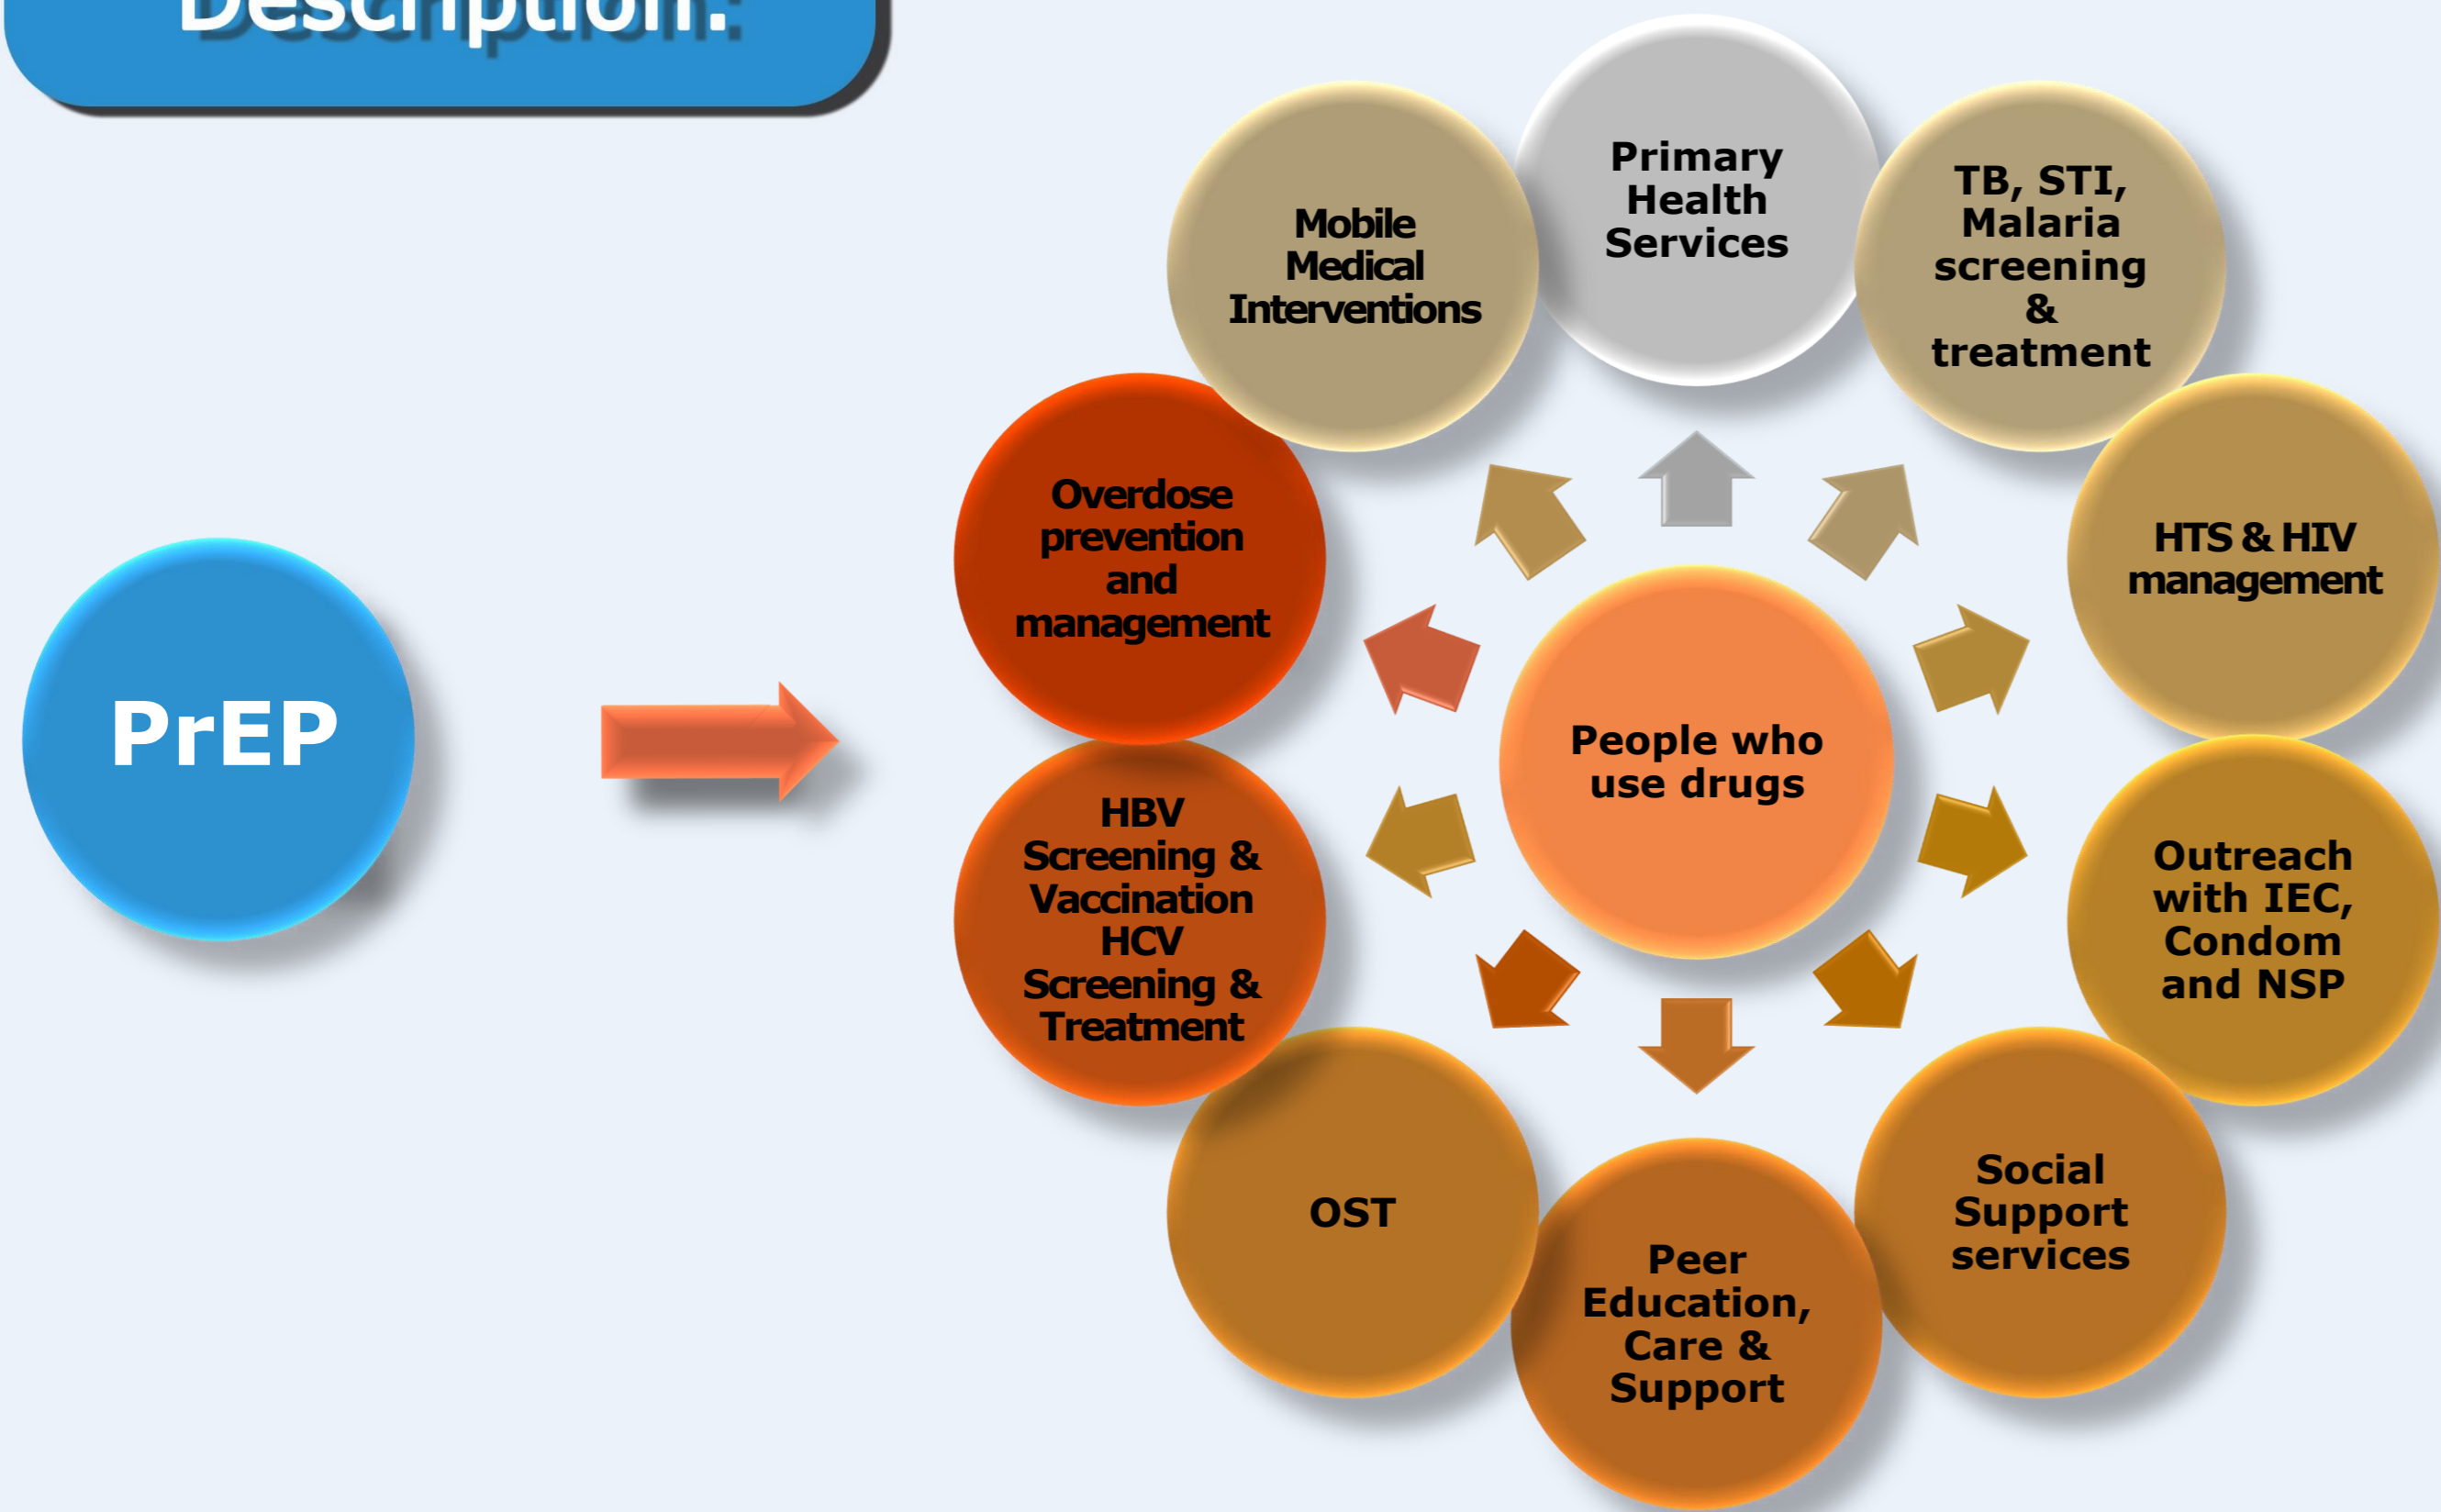 Description:
Primary
Health
Services
TB, STI,
Malaria
screening
&
treatment
HTS & HIV
management
Outreach
with IEC,
Condom
and NSP
Social
Support
services
Peer
Education,
Care &
Support
OST
HBV
Screening &
Vaccination
HCV
Screening &
Treatment
Overdose
prevention
and
management
Mobile
Medical
Interventions
People who
use drugs
PrEP